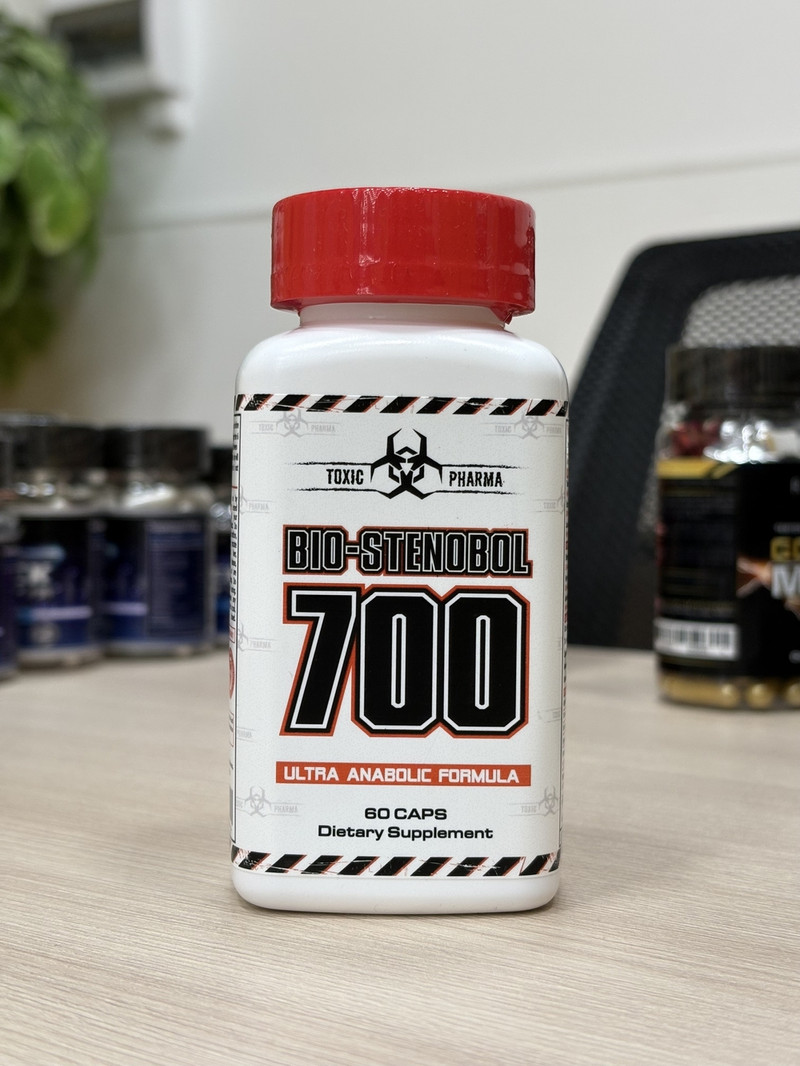 TOXIC PHARMA
BIO-STENOBOL
700
ULTRA ANABOLIC FORMULA
60 CAPS
Dietary Supplement